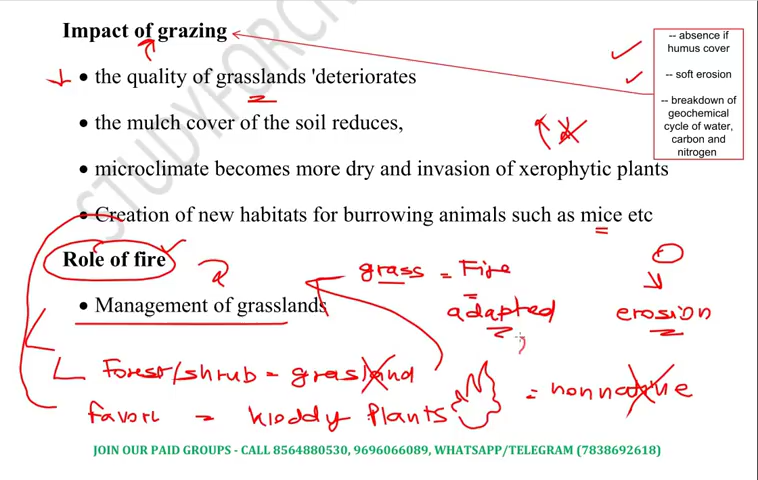 Impact of grazing
-- absence if
humus cover
-- soft erosion
-- breakdown of
geochemical
cycle of water,
carbon and
nitrogen
• the quality of grasslands 'deteriorates
• the mulch cover of the soil reduces,
• microclimate becomes more dry and invasion of xerophytic plants
• Creation of new habitats for burrowing animals such as mice etc
Role of fire
grass = Fire
adapted
erosion
• Management of grasslands
Forest/shrub = grassland
favori = Plants
= non native
JOIN OUR PAID GROUPS - CALL 8564880530, 9696066089, WHATSAPP/TELEGRAM (7838692618)